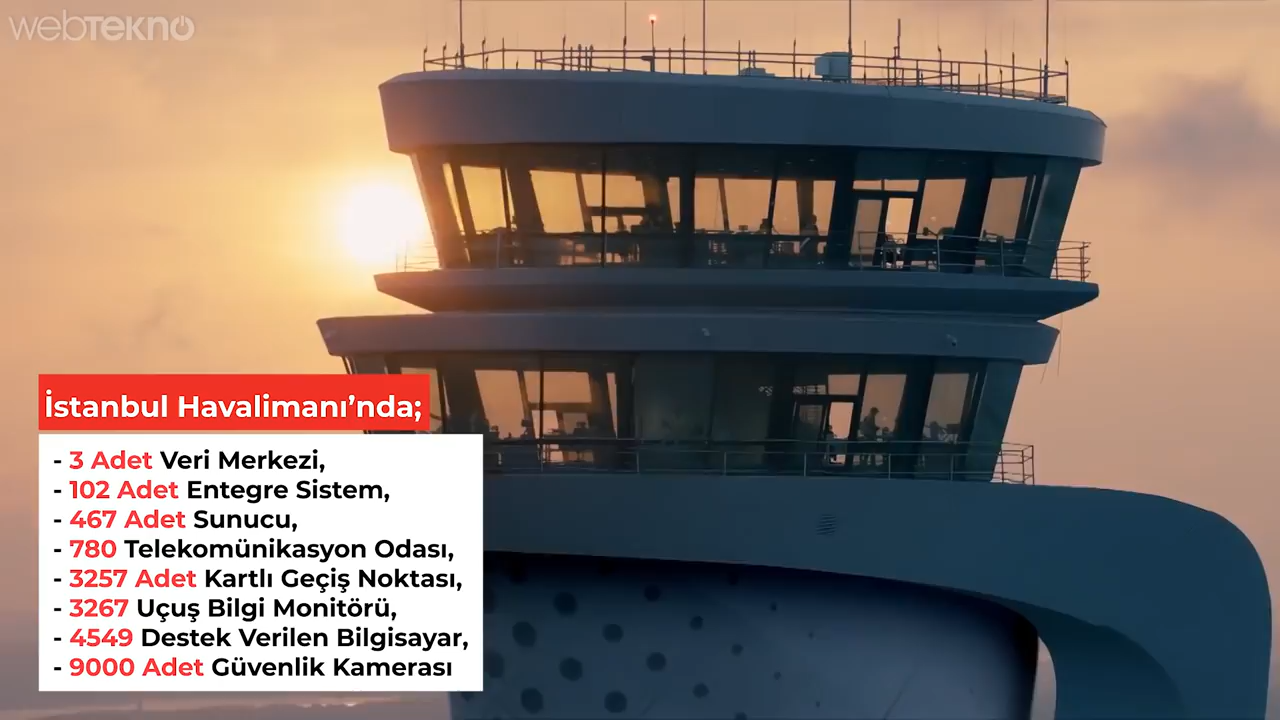 webTEKNO
İstanbul Havalimanı’nda;
- 3 Adet Veri Merkezi,
- 102 Adet Entegre Sistem,
- 467 Adet Sunucu,
- 780 Telekomünikasyon Odası,
- 3257 Adet Kartlı Geçiş Noktası,
- 3267 Uçuş Bilgi Monitörü,
- 4549 Destek Verilen Bilgisayar,
- 9000 Adet Güvenlik Kamerası